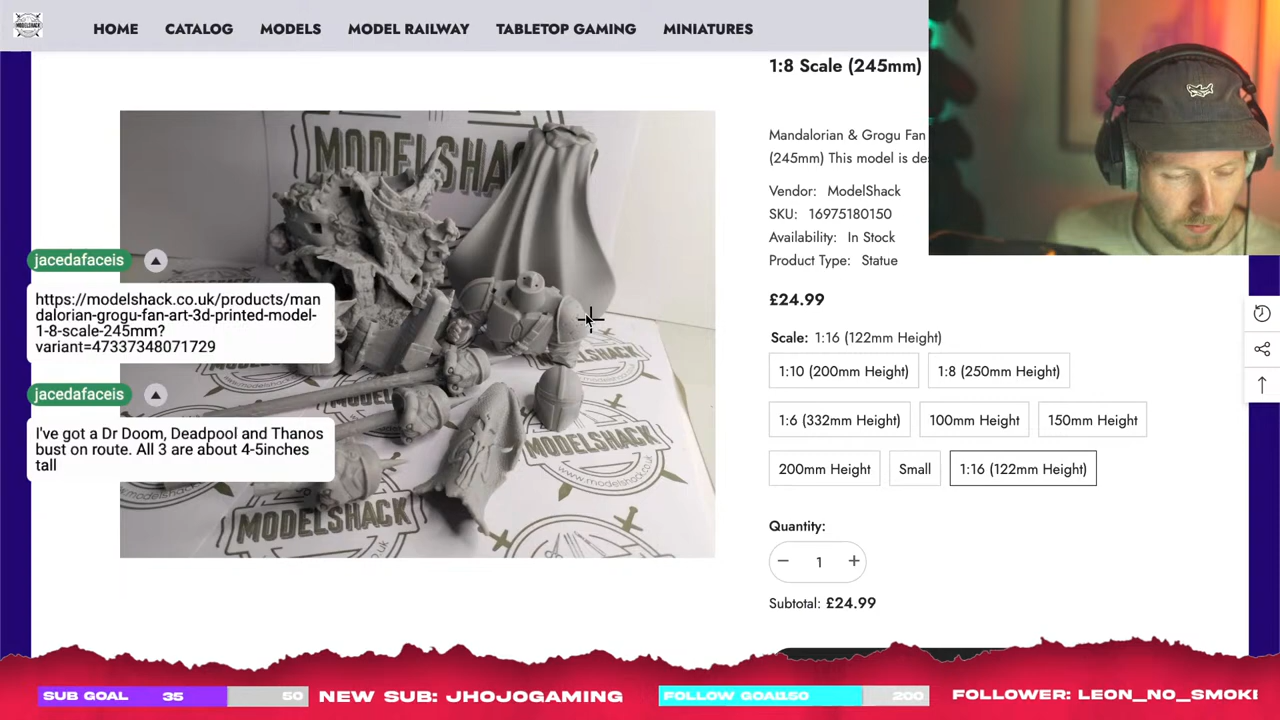 MODELSHACK
HOME
CATALOG
MODELS
MODEL RAILWAY
TABLETOP GAMING
MINIATURES
1:8 Scale (245mm)
Mandalorian & Grogu Fan
(245mm) This model is de
Vendor: ModelShack
SKU: 16975180150
Availability: In Stock
Product Type: Statue
£24.99
Scale: 1:16 (122mm Height)
1:10 (200mm Height)
1:8 (250mm Height)
1:6 (332mm Height)
100mm Height
150mm Height
200mm Height
Small
1:16 (122mm Height)
Quantity:
1
Subtotal: £24.99
MODELSHACK
MODELSHACK
www.modelshack.co.uk
MODELSHACK
jacedafaceis
https://modelshack.co.uk/products/man
dalorian-grogu-fan-art-3d-printed-model-
1-8-scale-245mm?
variant=47337348071729
jacedafaceis
I've got a Dr Doom, Deadpool and Thanos
bust on route. All 3 are about 4-5inches
tall
SUB GOAL 35 50
NEW SUB: JHOJOGAMING
FOLLOW GOAL 150 200
FOLLOWER: LEON_NO_SMOKI